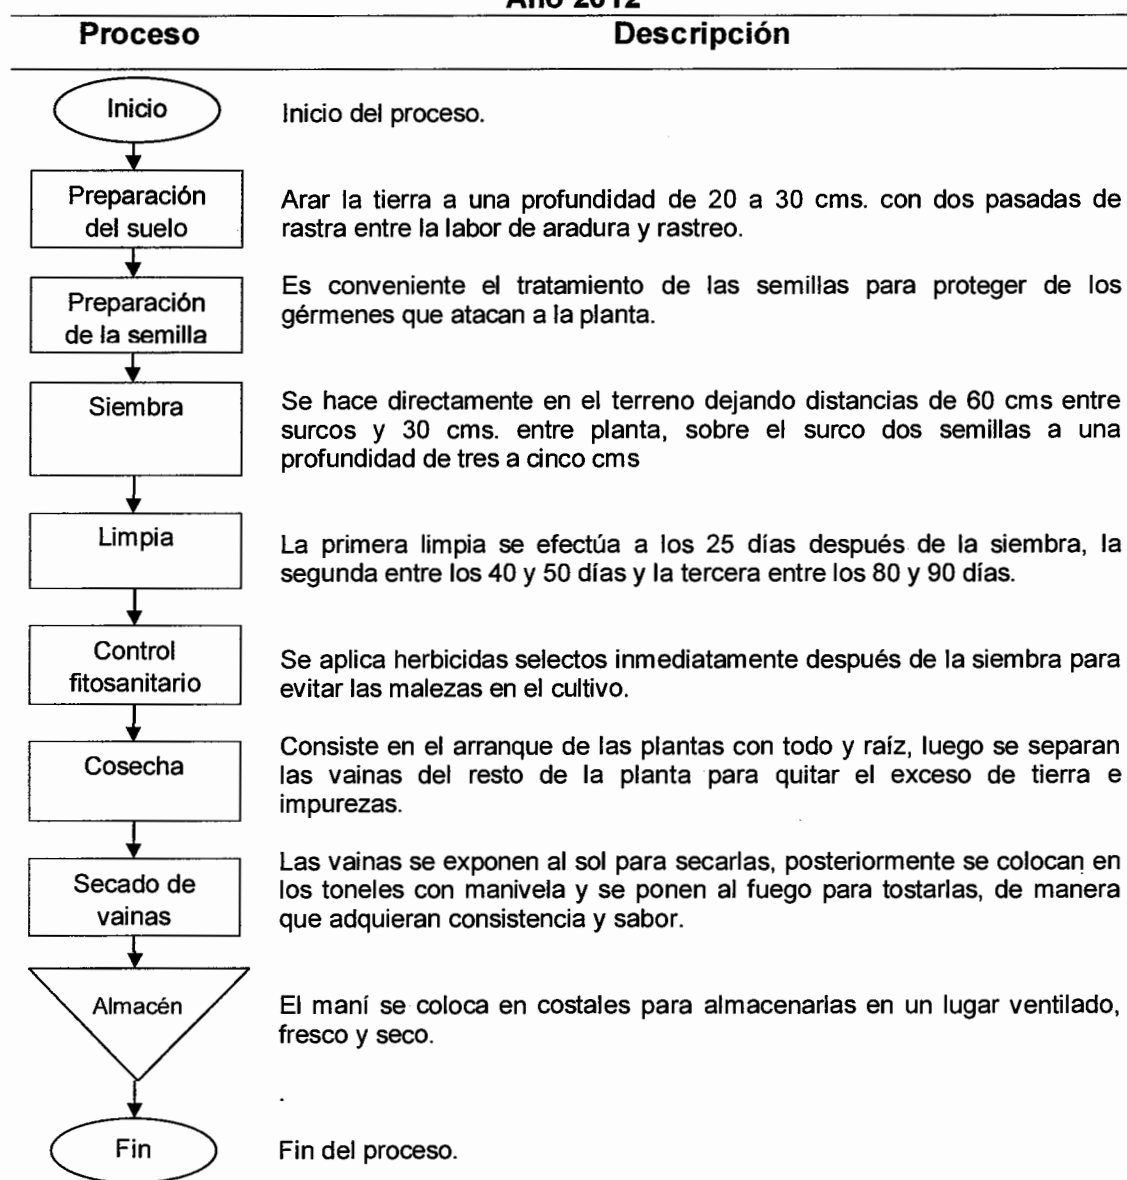 Año 2012
Proceso Descripción
Inicio
Inicio del proceso.
Preparación
del suelo
Arar la tierra a una profundidad de 20 a 30 cms. con dos pasadas de
rastra entre la labor de aradura y rastreo.
Preparación
de la semilla
Es conveniente el tratamiento de las semillas para proteger de los
gérmenes que atacan a la planta.
Siembra
Se hace directamente en el terreno dejando distancias de 60 cms entre
surcos y 30 cms. entre planta, sobre el surco dos semillas a una
profundidad de tres a cinco cms
Limpia
La primera limpia se efectúa a los 25 días después de la siembra, la
segunda entre los 40 y 50 días y la tercera entre los 80 y 90 días.
Control
fitosanitario
Se aplica herbicidas selectos inmediatamente después de la siembra para
evitar las malezas en el cultivo.
Cosecha
Consiste en el arranque de las plantas con todo y raíz, luego se separan
las vainas del resto de la planta para quitar el exceso de tierra e
impurezas.
Secado de
vainas
Las vainas se exponen al sol para secarlas, posteriormente se colocan en
los toneles con manivela y se ponen al fuego para tostarlas, de manera
que adquieran consistencia y sabor.
Almacén
El maní se coloca en costales para almacenarlas en un lugar ventilado,
fresco y seco.
.
Fin
Fin del proceso.